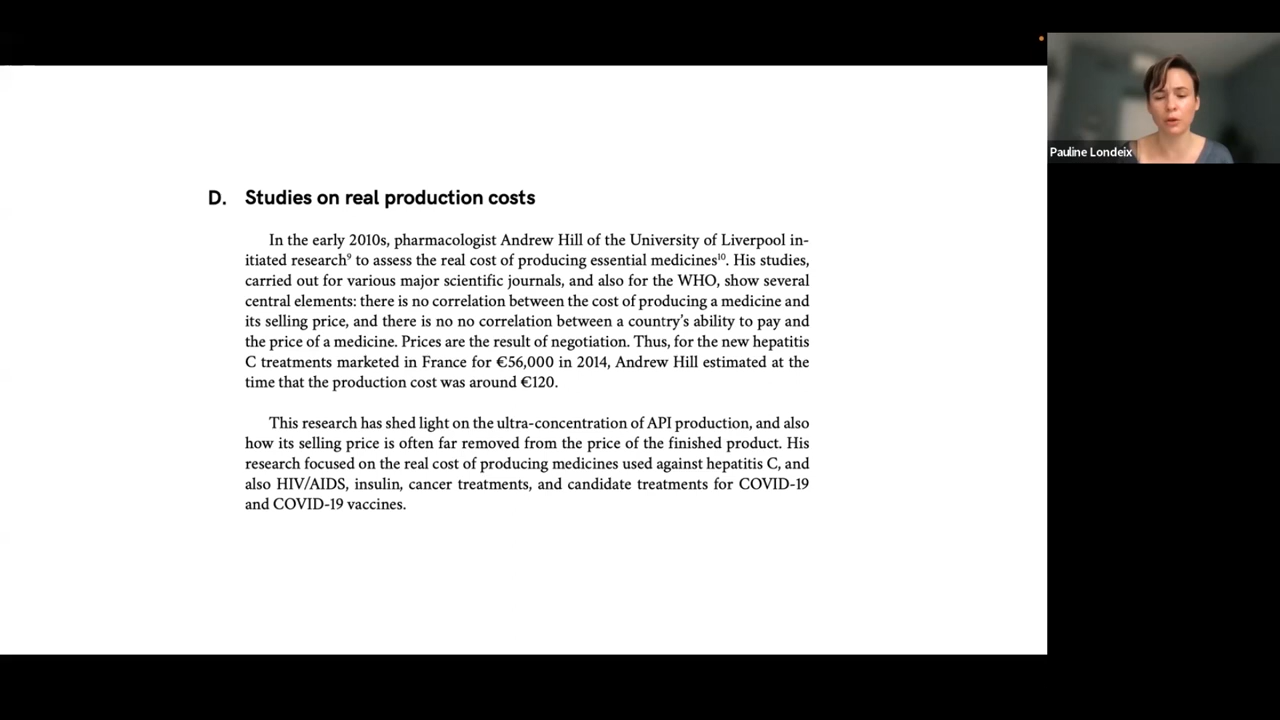 D. Studies on real production costs
In the early 2010s, pharmacologist Andrew Hill of the University of Liverpool in-
itiated research⁹ to assess the real cost of producing essential medicines¹⁰. His studies,
carried out for various major scientific journals, and also for the WHO, show several
central elements: there is no correlation between the cost of producing a medicine and
its selling price, and there is no no correlation between a country's ability to pay and
the price of a medicine. Prices are the result of negotiation. Thus, for the new hepatitis
C treatments marketed in France for €56,000 in 2014, Andrew Hill estimated at the
time that the production cost was around €120.
This research has shed light on the ultra-concentration of API production, and also
how its selling price is often far removed from the price of the finished product. His
research focused on the real cost of producing medicines used against hepatitis C, and
also HIV/AIDS, insulin, cancer treatments, and candidate treatments for COVID-19
and COVID-19 vaccines.
Pauline Londeix